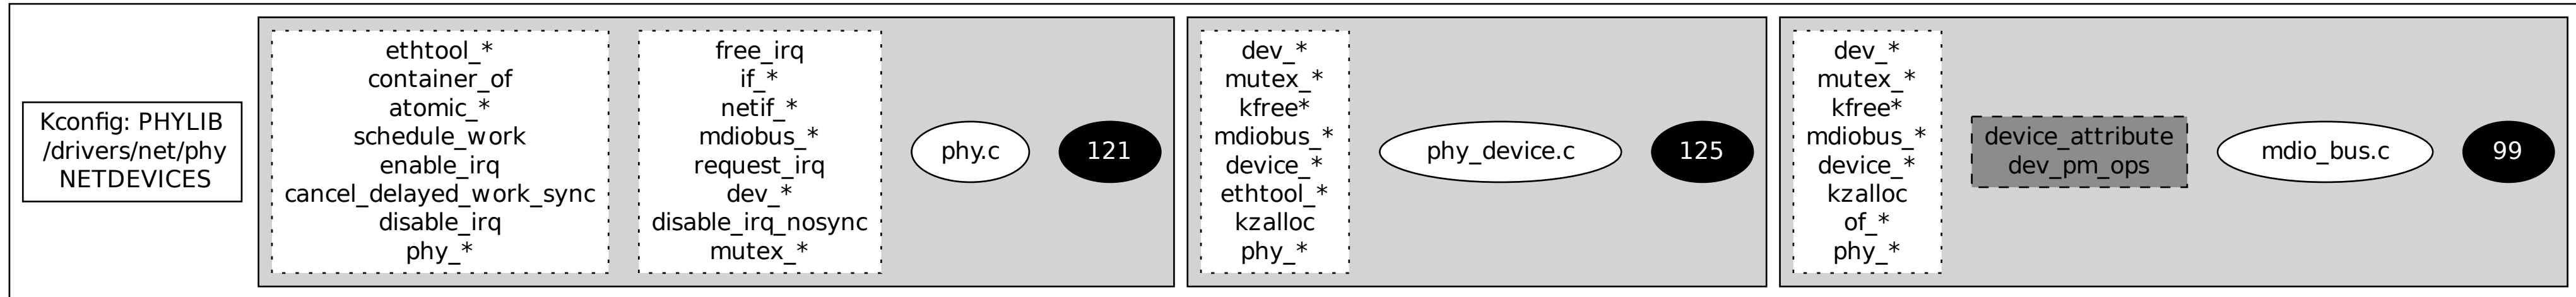 Kconfig: PHYLIB
/drivers/net/phy
NETDEVICES
ethtool_*
container_of
atomic_*
schedule_work
enable_irq
cancel_delayed_work_sync
disable_irq
phy_*
free_irq
if_*
netif_*
mdiobus_*
request_irq
dev_*
disable_irq_nosync
mutex_*
phy.c
121
dev_*
mutex_*
kfree*
mdiobus_*
device_*
ethtool_*
kzalloc
phy_*
phy_device.c
125
dev_*
mutex_*
kfree*
mdiobus_*
device_*
kzalloc
of_*
phy_*
device_attribute
dev_pm_ops
mdio_bus.c
99